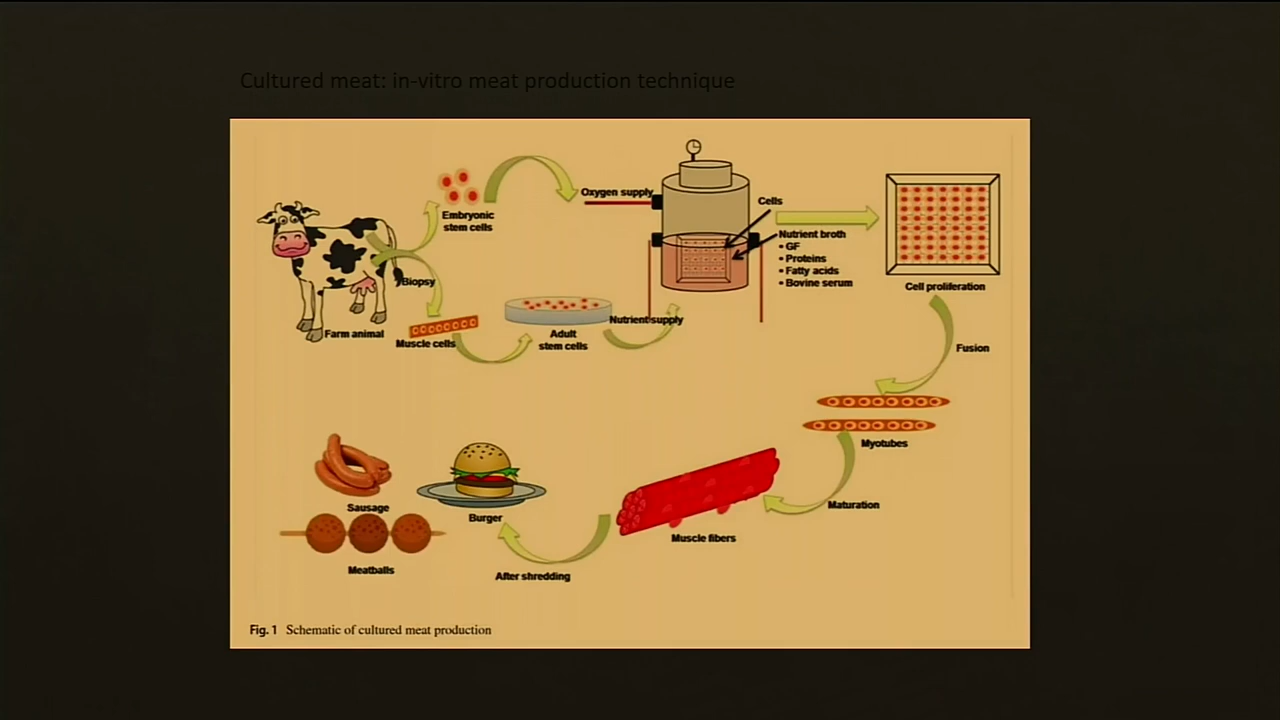 Cultured meat: in-vitro meat production technique
Embryonic
stem cells
Oxygen supply
Cells
Nutrient broth
• GF
• Proteins
• Fatty acids
• Bovine serum
Cell proliferation
Biopsy
Farm animal
Muscle cells
Adult
stem cells
Nutrient supply
Fusion
Myotubes
Maturation
Muscle fibers
After shredding
Burger
Sausage
Meatballs
Fig. 1 Schematic of cultured meat production